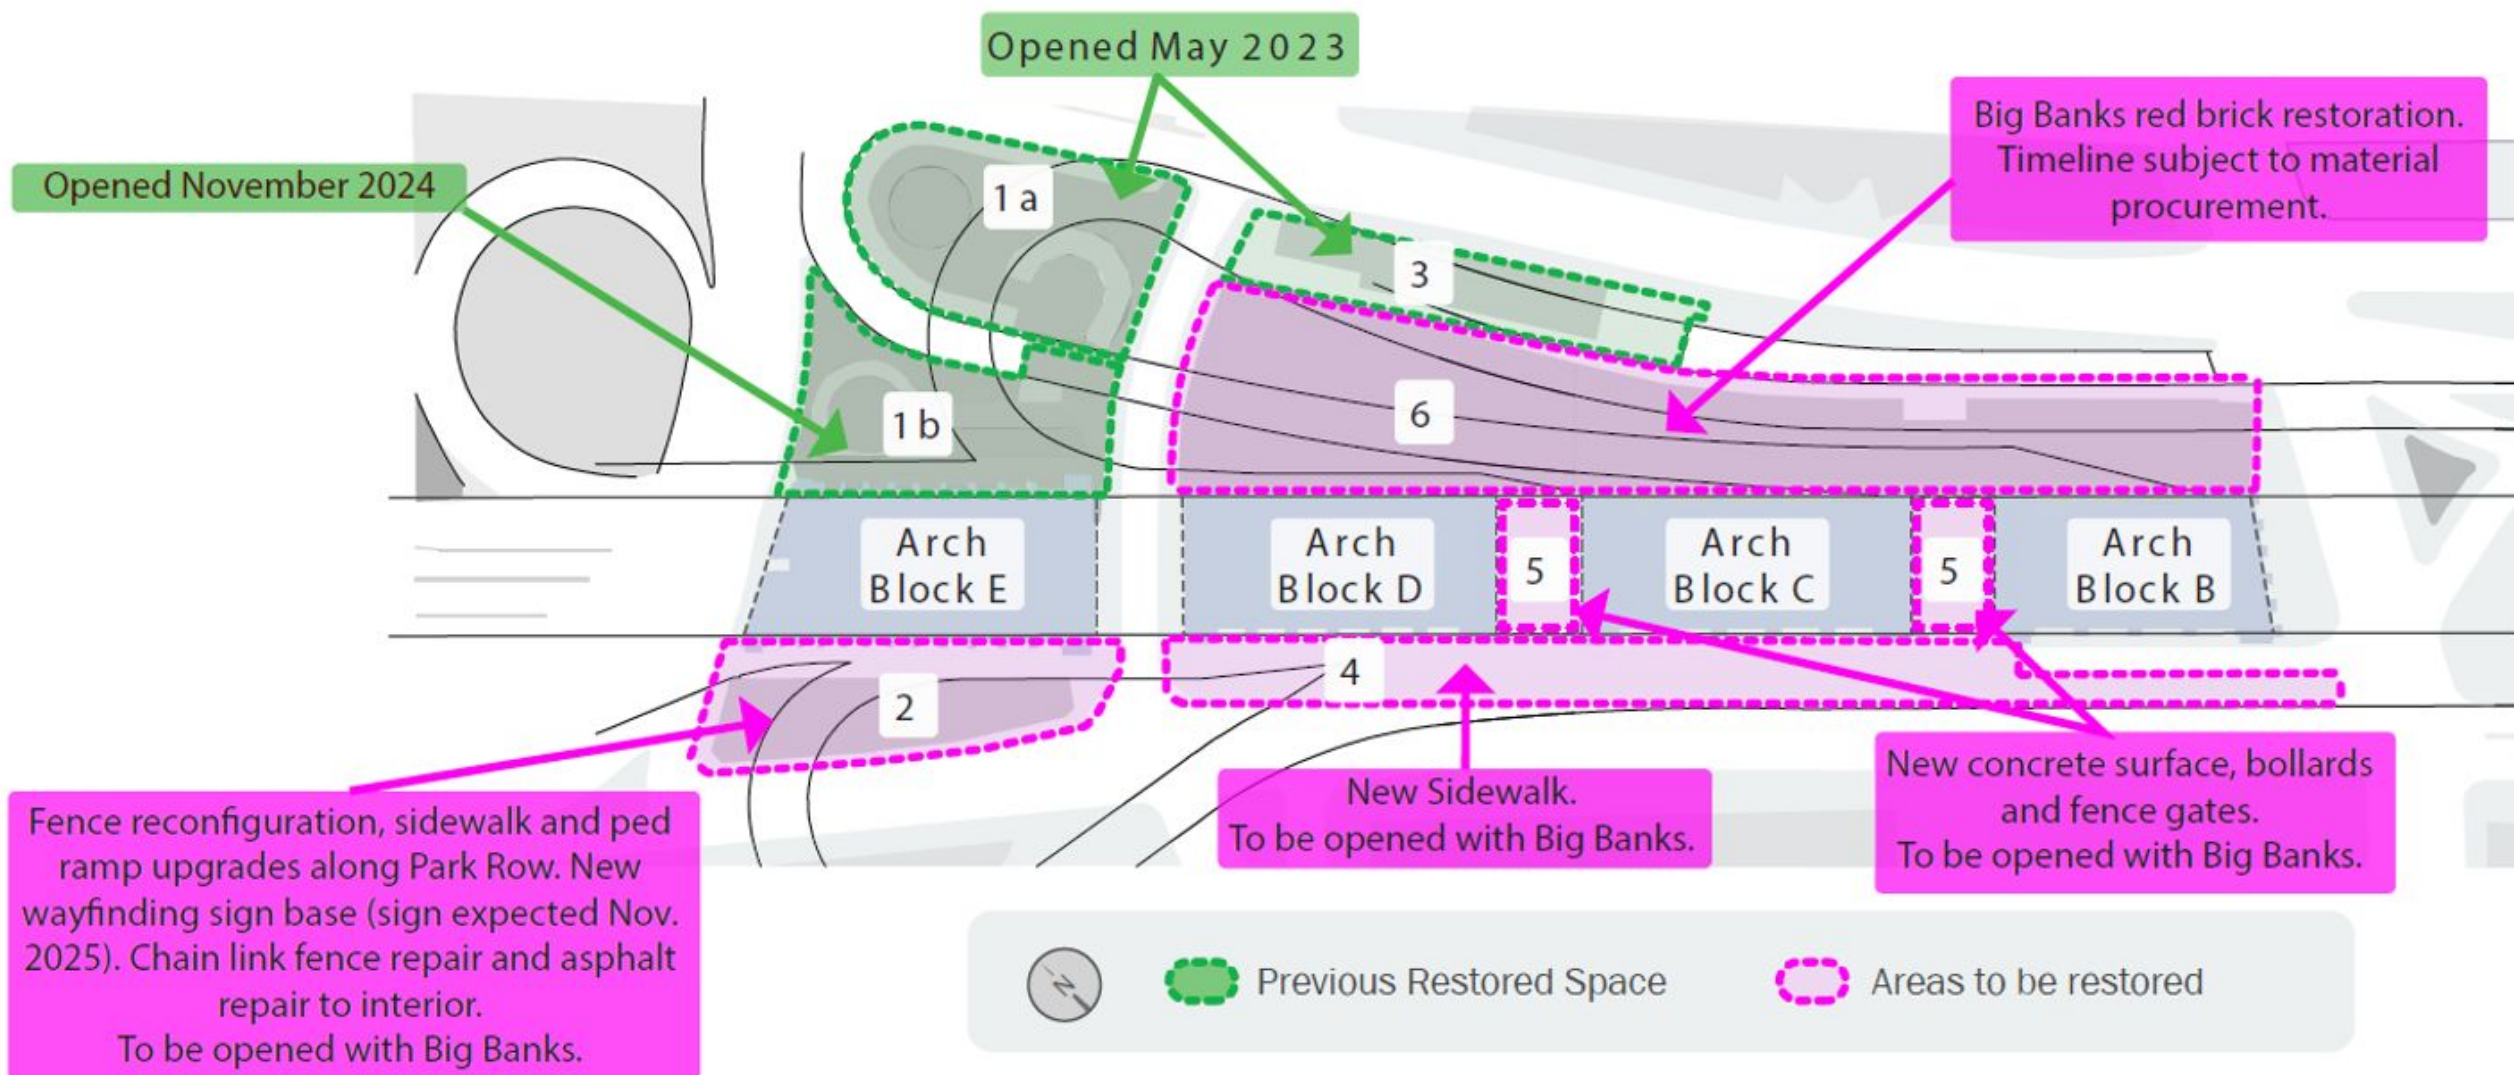 Opened May 2023
Big Banks red brick restoration.
Timeline subject to material
procurement.
Opened November 2024
1a
3
1b
6
Arch
Block E
Arch
Block D
5
Arch
Block C
5
Arch
Block B
2
4
Fence reconfiguration, sidewalk and ped
ramp upgrades along Park Row. New
wayfinding sign base (sign expected Nov.
2025). Chain link fence repair and asphalt
repair to interior.
To be opened with Big Banks.
New Sidewalk.
To be opened with Big Banks.
New concrete surface, bollards
and fence gates.
To be opened with Big Banks.
N
Previous Restored Space
Areas to be restored